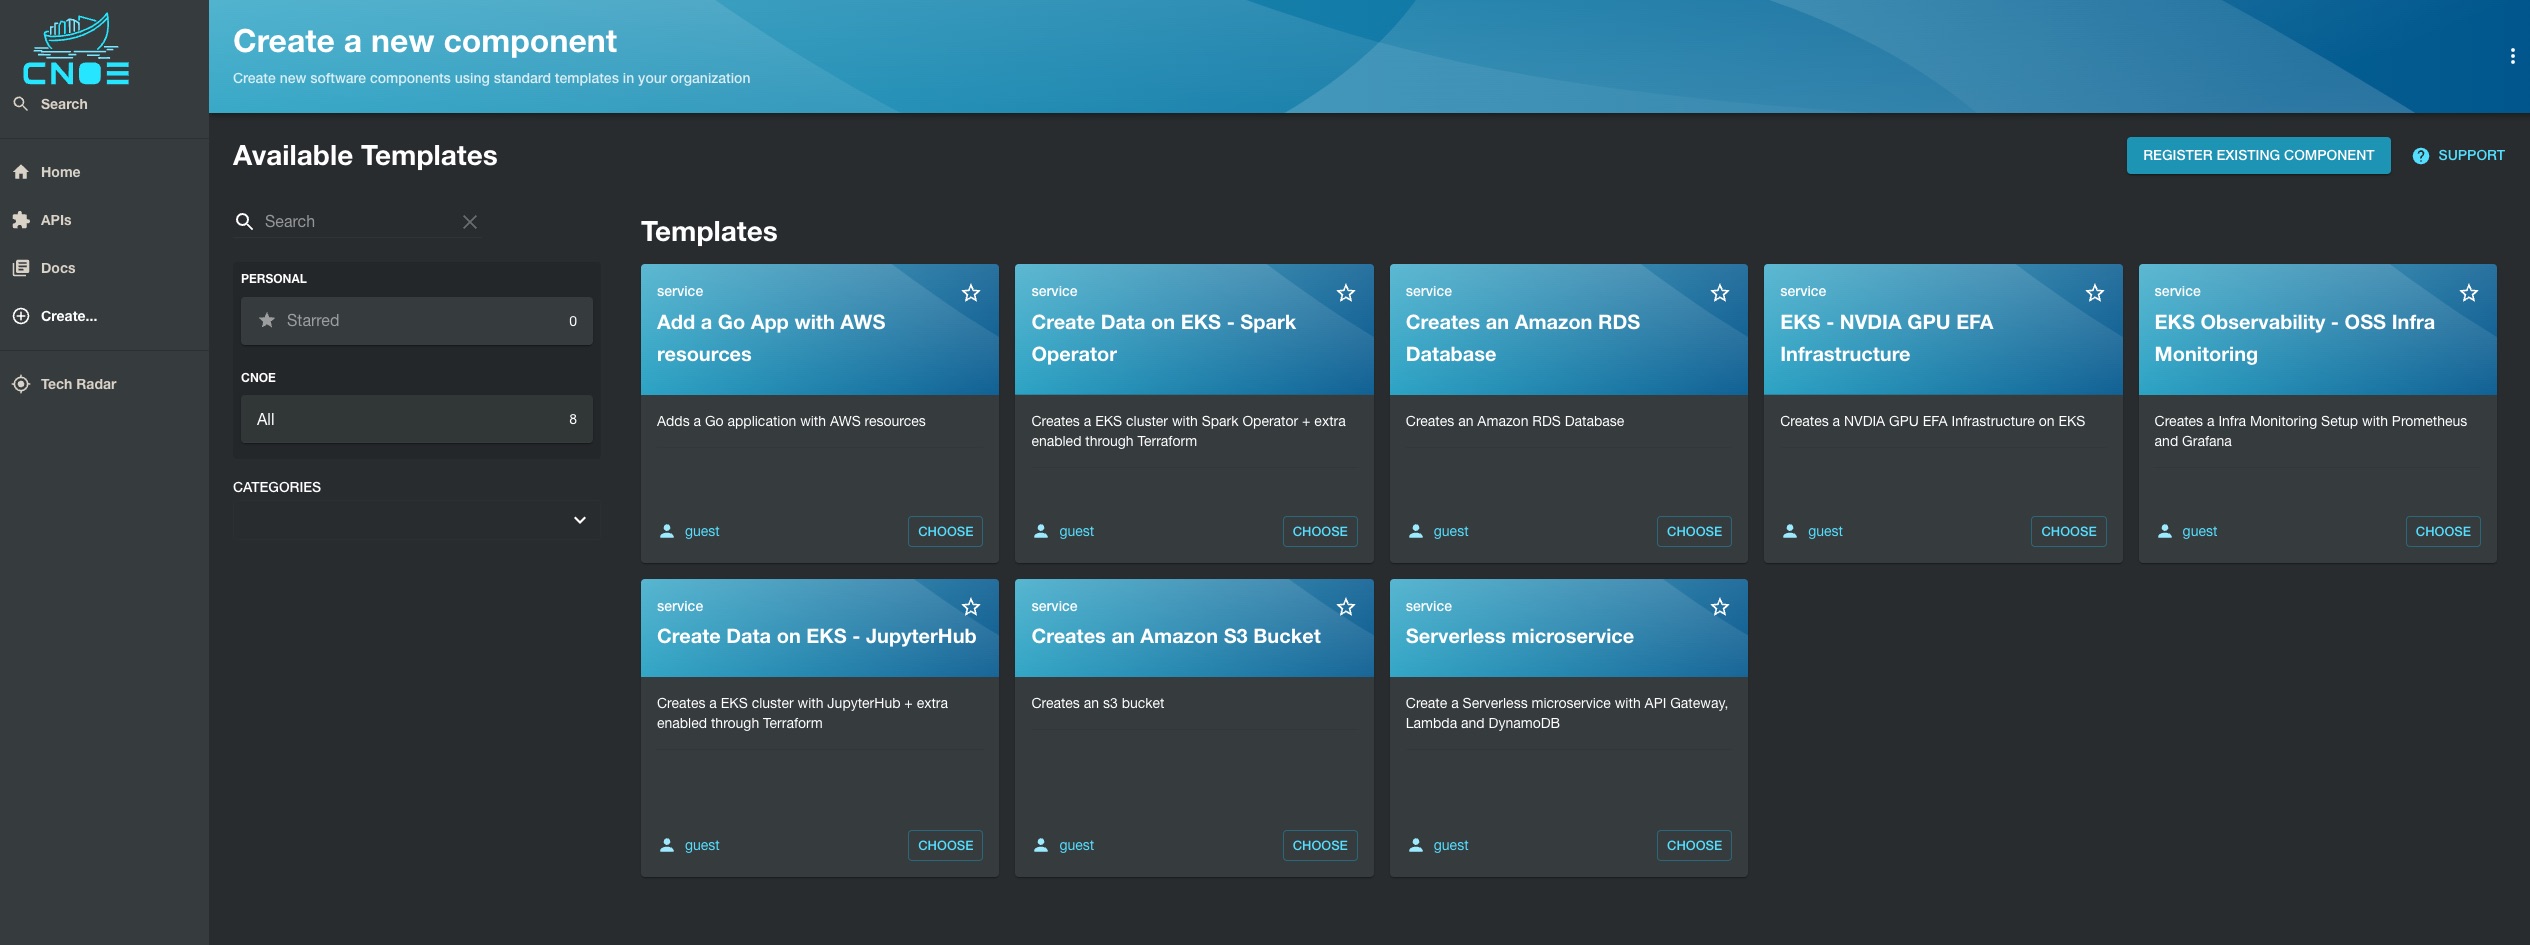 CNOE
Search
Home
APIs
Docs
Create...
Tech Radar
Create a new component
Create new software components using standard templates in your organization
Available Templates
REGISTER EXISTING COMPONENT
SUPPORT
Search
PERSONAL
Starred 0
CNOE
All 8
CATEGORIES
Templates
service
Add a Go App with AWS
resources
Adds a Go application with AWS resources
guest
CHOOSE
service
Create Data on EKS - Spark
Operator
Creates a EKS cluster with Spark Operator + extra
enabled through Terraform
guest
CHOOSE
service
Creates an Amazon RDS
Database
Creates an Amazon RDS Database
guest
CHOOSE
service
EKS - NVDIA GPU EFA
Infrastructure
Creates a NVDIA GPU EFA Infrastructure on EKS
guest
CHOOSE
service
EKS Observability - OSS Infra
Monitoring
Creates a Infra Monitoring Setup with Prometheus
and Grafana
guest
CHOOSE
service
Create Data on EKS - JupyterHub
Creates a EKS cluster with JupyterHub + extra
enabled through Terraform
guest
CHOOSE
service
Creates an Amazon S3 Bucket
Creates an s3 bucket
guest
CHOOSE
service
Serverless microservice
Create a Serverless microservice with API Gateway,
Lambda and DynamoDB
guest
CHOOSE